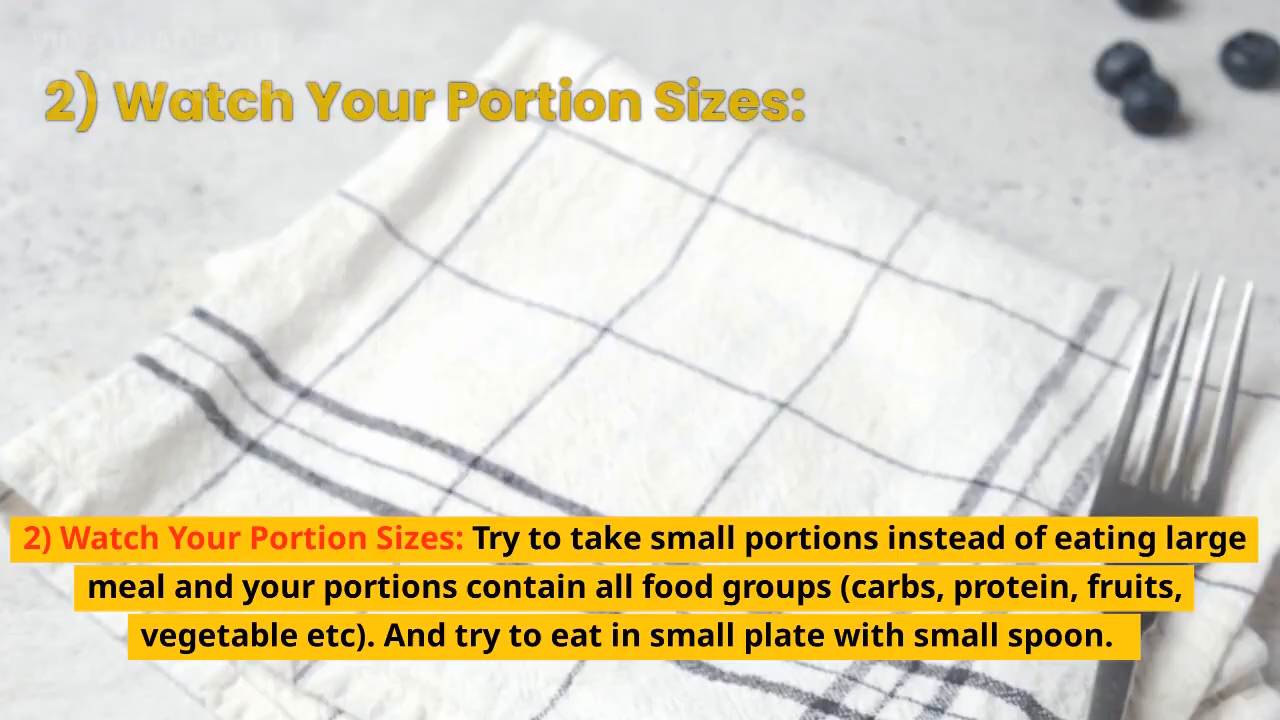 2) Watch Your Portion Sizes:
2) Watch Your Portion Sizes: Try to take small portions instead of eating large
meal and your portions contain all food groups (carbs, protein, fruits,
vegetable etc). And try to eat in small plate with small spoon.